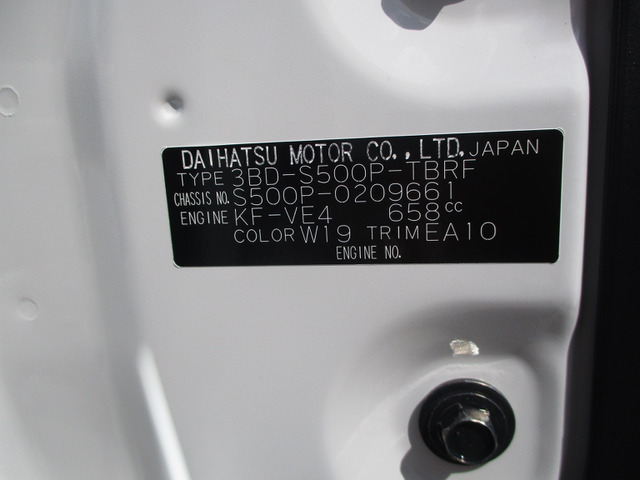 DAIHATSU MOTOR CO., LTD. JAPAN
TYPE 3BD-S500P-TBRF
CHASSIS NO. S500P-0209661
ENGINE KF-VE4 658cc
COLOR W19 TRIM EA10
ENGINE NO.